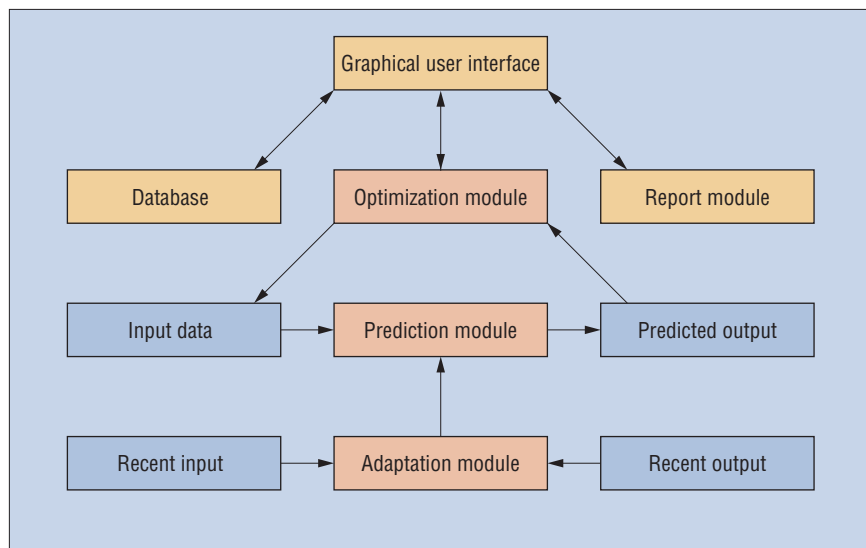 Graphical user interface
Database
Optimization module
Report module
Input data
Prediction module
Predicted output
Recent input
Adaptation module
Recent output